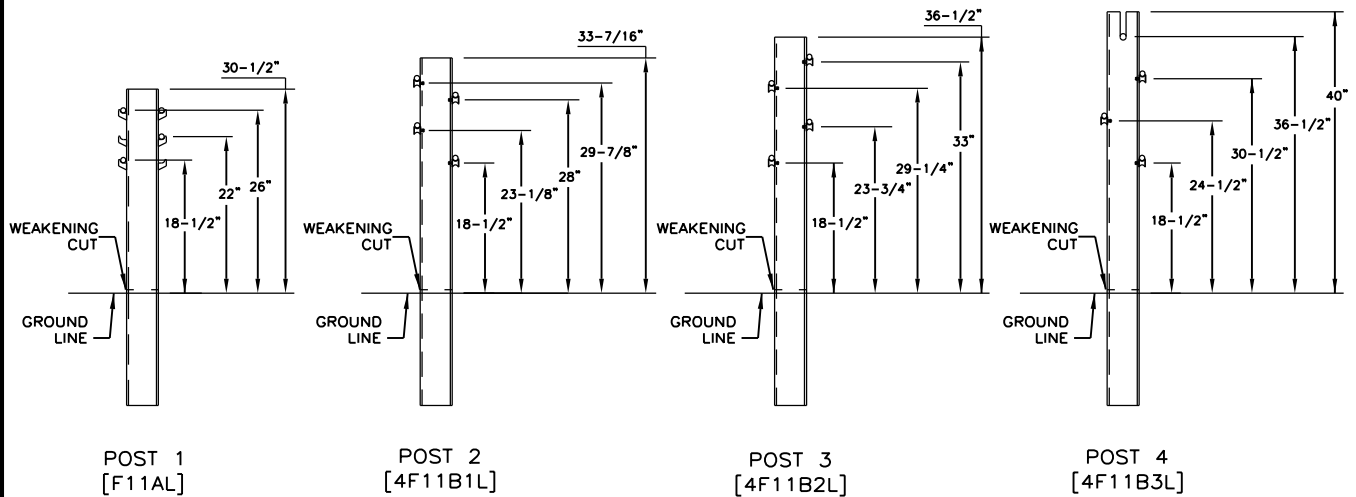 30-1/2"
26"
22"
18-1/2"
WEAKENING
CUT
GROUND
LINE
POST 1
[F11AL]
33-7/16"
29-7/8"
28"
23-1/8"
18-1/2"
WEAKENING
CUT
GROUND
LINE
POST 2
[4F11B1L]
36-1/2"
33"
29-1/4"
23-3/4"
18-1/2"
WEAKENING
CUT
GROUND
LINE
POST 3
[4F11B2L]
40"
36-1/2"
30-1/2"
24-1/2"
18-1/2"
WEAKENING
CUT
GROUND
LINE
POST 4
[4F11B3L]